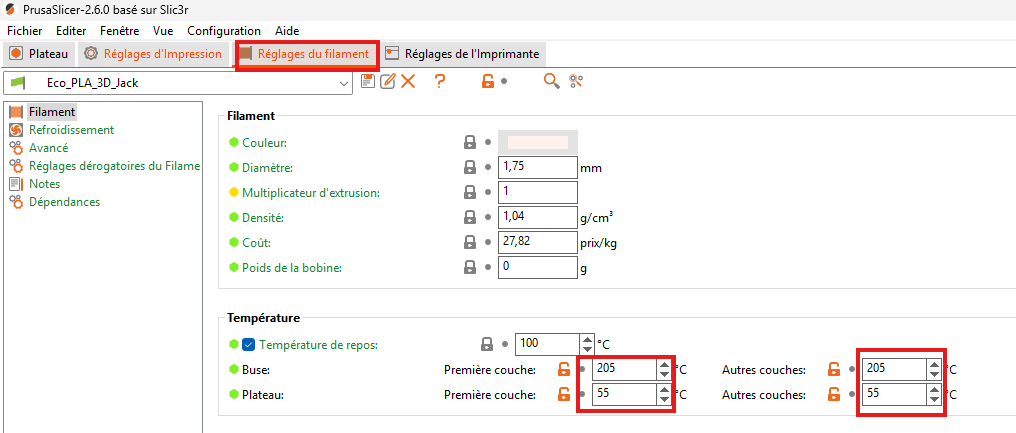 PrusaSlicer-2.6.0 basé sur Slic3r
Fichier Editer Fenêtre Vue Configuration Aide
Plateau Réglages d'Impression Réglages du filament Réglages de l'Imprimante
Eco_PLA_3D_Jack
Filament
Refroidissement
Avancé
Réglages dérogatoires du Filame
Notes
Dépendances
Filament
Couleur:
Diamètre: 1,75 mm
Multiplicateur d'extrusion: 1
Densité: 1,04 g/cm³
Coût: 27,82 prix/kg
Poids de la bobine: 0 g
Température
Température de repos: 100 °C
Buse: Première couche: 205 °C Autres couches: 205 °C
Plateau: Première couche: 55 °C Autres couches: 55 °C